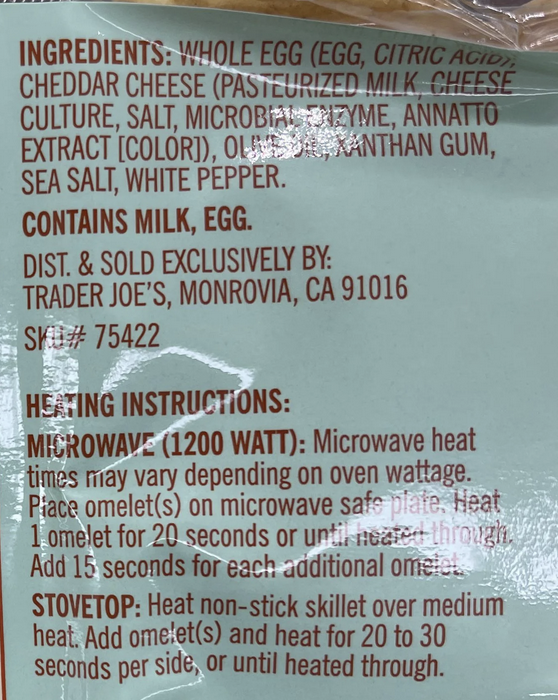 INGREDIENTS: WHOLE EGG (EGG, CITRIC ACID),
CHEDDAR CHEESE (PASTEURIZED MILK, CHEESE
CULTURE, SALT, MICROBIAL ENZYME, ANNATTO
EXTRACT [COLOR]), OLIVE OIL, XANTHAN GUM,
SEA SALT, WHITE PEPPER.
CONTAINS MILK, EGG.
DIST. & SOLD EXCLUSIVELY BY:
TRADER JOE'S, MONROVIA, CA 91016
SKU# 75422
HEATING INSTRUCTIONS:
MICROWAVE (1200 WATT): Microwave heat
times may vary depending on oven wattage.
Place omelet(s) on microwave safe plate. Heat
1 omelet for 20 seconds or until heated through.
Add 15 seconds for each additional omelet.
STOVETOP: Heat non-stick skillet over medium
heat. Add omelet(s) and heat for 20 to 30
seconds per side, or until heated through.